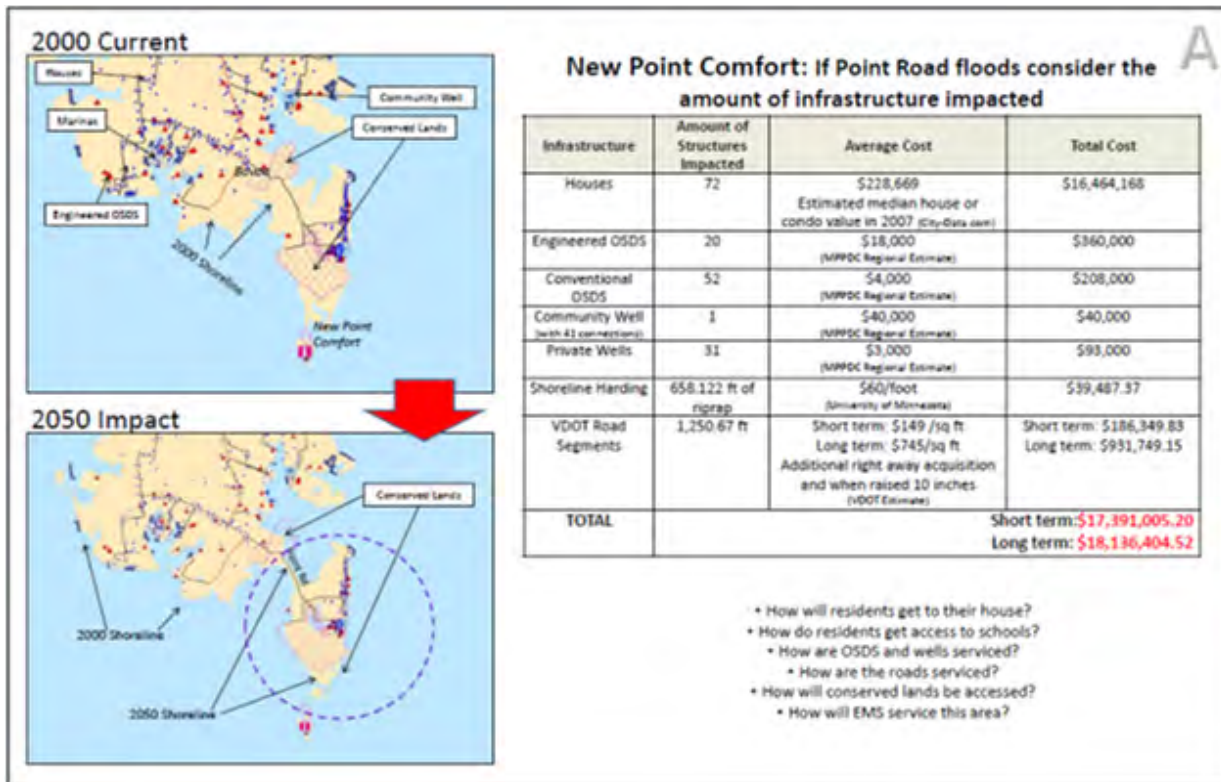 A
2000 Current
Houses
Community Well
Marinas
Conserved Lands
Engineered OSDS
2000 Shoreline
New Point
Comfort
2050 Impact
Conserved Lands
2000 Shoreline
2050 Shoreline
New Point Comfort: If Point Road floods consider the
amount of infrastructure impacted
Infrastructure Amount of Structures Impacted Average Cost Total Cost
Houses 72 $228,669 $16,464,168
Estimated median house or
condo value in 2007 (City-Data.com)
Engineered OSDS 20 $18,000 $360,000
(MPPDC Regional Estimate)
Conventional OSDS 52 $4,000 $208,000
(MPPDC Regional Estimate)
Community Well 1 $40,000 $40,000
(with 41 connections) (MPPDC Regional Estimate)
Private Wells 31 $3,000 $93,000
(MPPDC Regional Estimate)
Shoreline Harding 658.122 ft of riprap $60/foot $39,487.37
(University of Minnesota)
VDOT Road Segments 1,250.67 ft Short term: $149 /sq ft Short term: $186,349.83
Long term: $745/sq ft Long term: $931,749.15
Additional right away acquisition
and when raised 10 inches
(VDOT Estimate)
TOTAL Short term:$17,391,005.20
Long term: $18,136,404.52
• How will residents get to their house?
• How do residents get access to schools?
• How are OSDS and wells serviced?
• How are the roads serviced?
• How will conserved lands be accessed?
• How will EMS service this area?